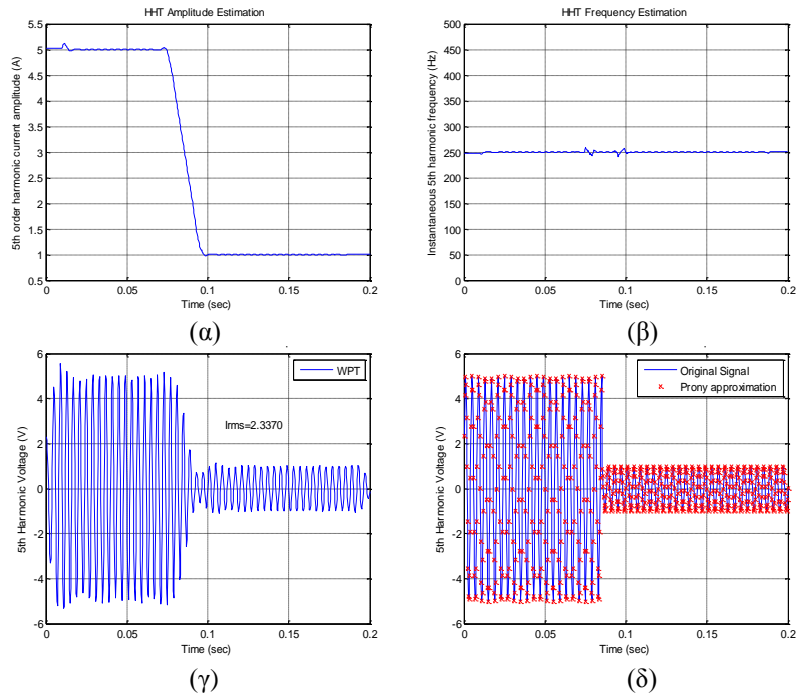 HHT Amplitude Estimation
5.5
5
4.5
4
3.5
3
2.5
2
1.5
1
0.5
5th order harmonic current amplitude (A)
0 0.05 0.1 0.15 0.2
Time (sec)
(α)
HHT Frequency Estimation
500
450
400
350
300
250
200
150
100
50
0
Instantaneous 5th harmonic frequency (Hz)
0 0.05 0.1 0.15 0.2
Time (sec)
(β)
6
4
2
0
-2
-4
-6
5th Harmonic Voltage (V)
WPT
Irms=2.3370
0 0.05 0.1 0.15 0.2
Time (sec)
(γ)
6
4
2
0
-2
-4
-6
5th Harmonic Voltage (V)
Original Signal
Prony approximation
0 0.05 0.1 0.15 0.2
Time (sec)
(δ)